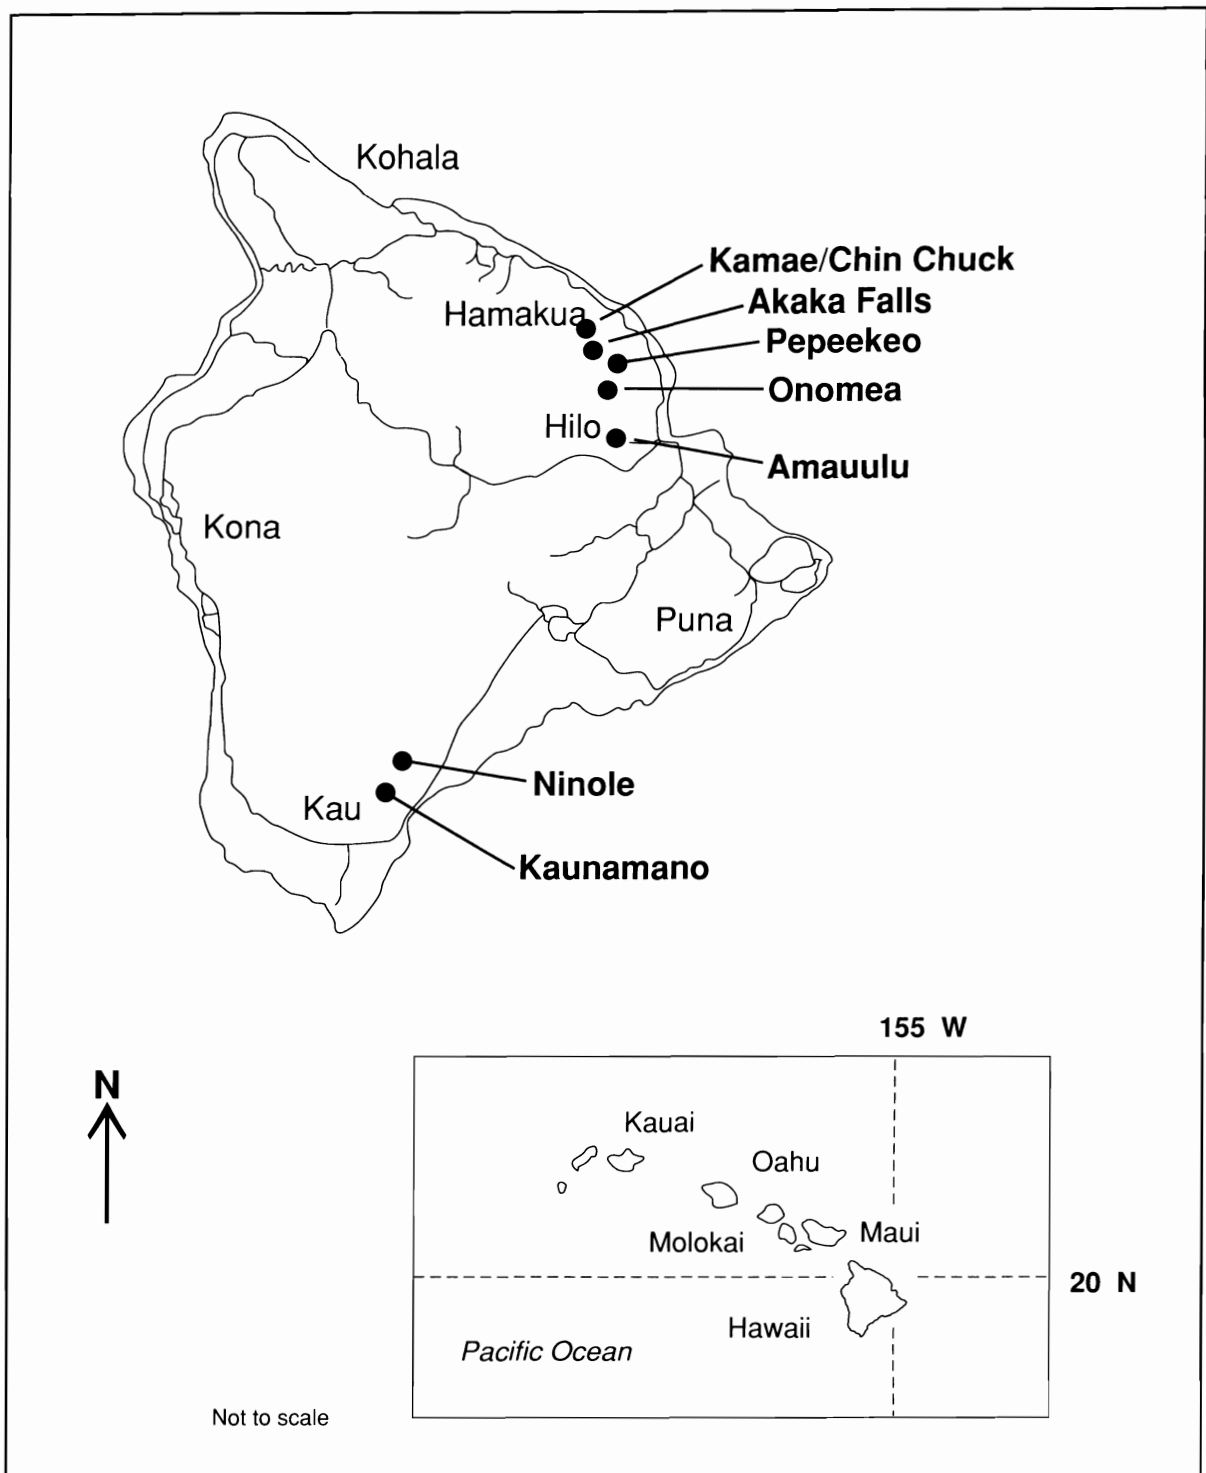 Kohala
Kamae/Chin Chuck
Akaka Falls
Hamakua
Pepeekeo
Onomea
Hilo
Amauulu
Kona
Puna
Ninole
Kau
Kaunamano
155 W
N
Kauai
Oahu
Maui
Molokai
20 N
Hawaii
Pacific Ocean
Not to scale